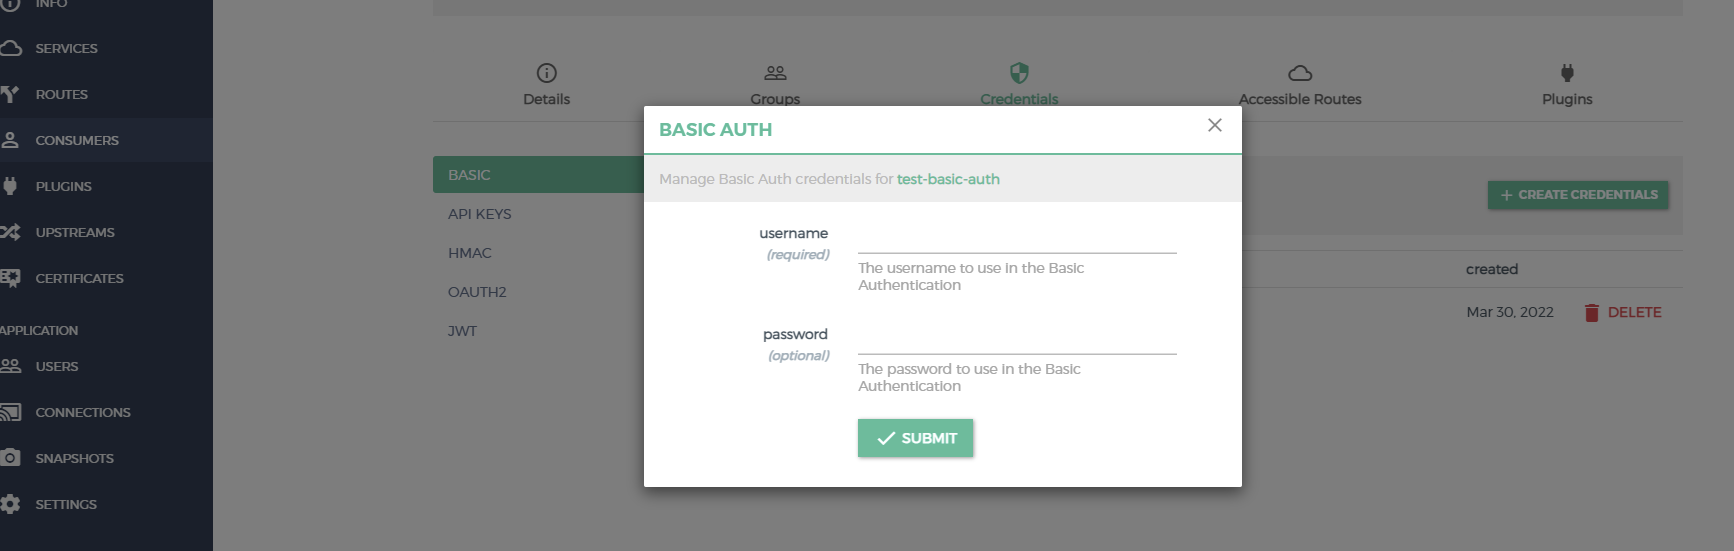 INFO
SERVICES
ROUTES
CONSUMERS
PLUGINS
UPSTREAMS
CERTIFICATES
APPLICATION
USERS
CONNECTIONS
SNAPSHOTS
SETTINGS
Details
Groups
Credentials
Accessible Routes
Plugins
BASIC
API KEYS
HMAC
OAUTH2
JWT
BASIC AUTH
Manage Basic Auth credentials for test-basic-auth
username
(required)
The username to use in the Basic
Authentication
password
(optional)
The password to use in the Basic
Authentication
SUBMIT
+ CREATE CREDENTIALS
created
Mar 30, 2022
DELETE